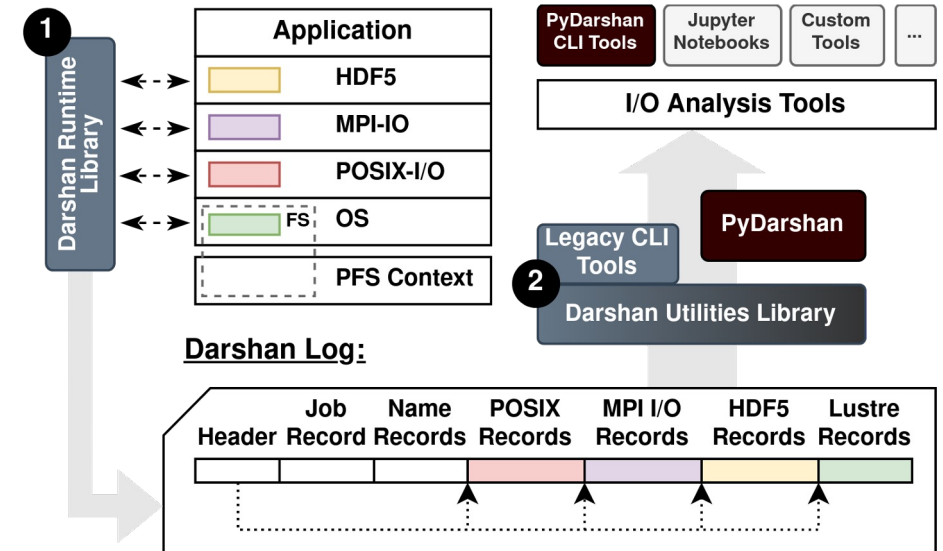 1
Darshan Runtime
Library
Application
HDF5
MPI-IO
POSIX-I/O
FS OS
PFS Context
PyDarshan
CLI Tools
Jupyter
Notebooks
Custom
Tools
...
I/O Analysis Tools
PyDarshan
Legacy CLI
Tools
2
Darshan Utilities Library
Darshan Log:
Header
Job
Record
Name
Records
POSIX
Records
MPI I/O
Records
HDF5
Records
Lustre
Records